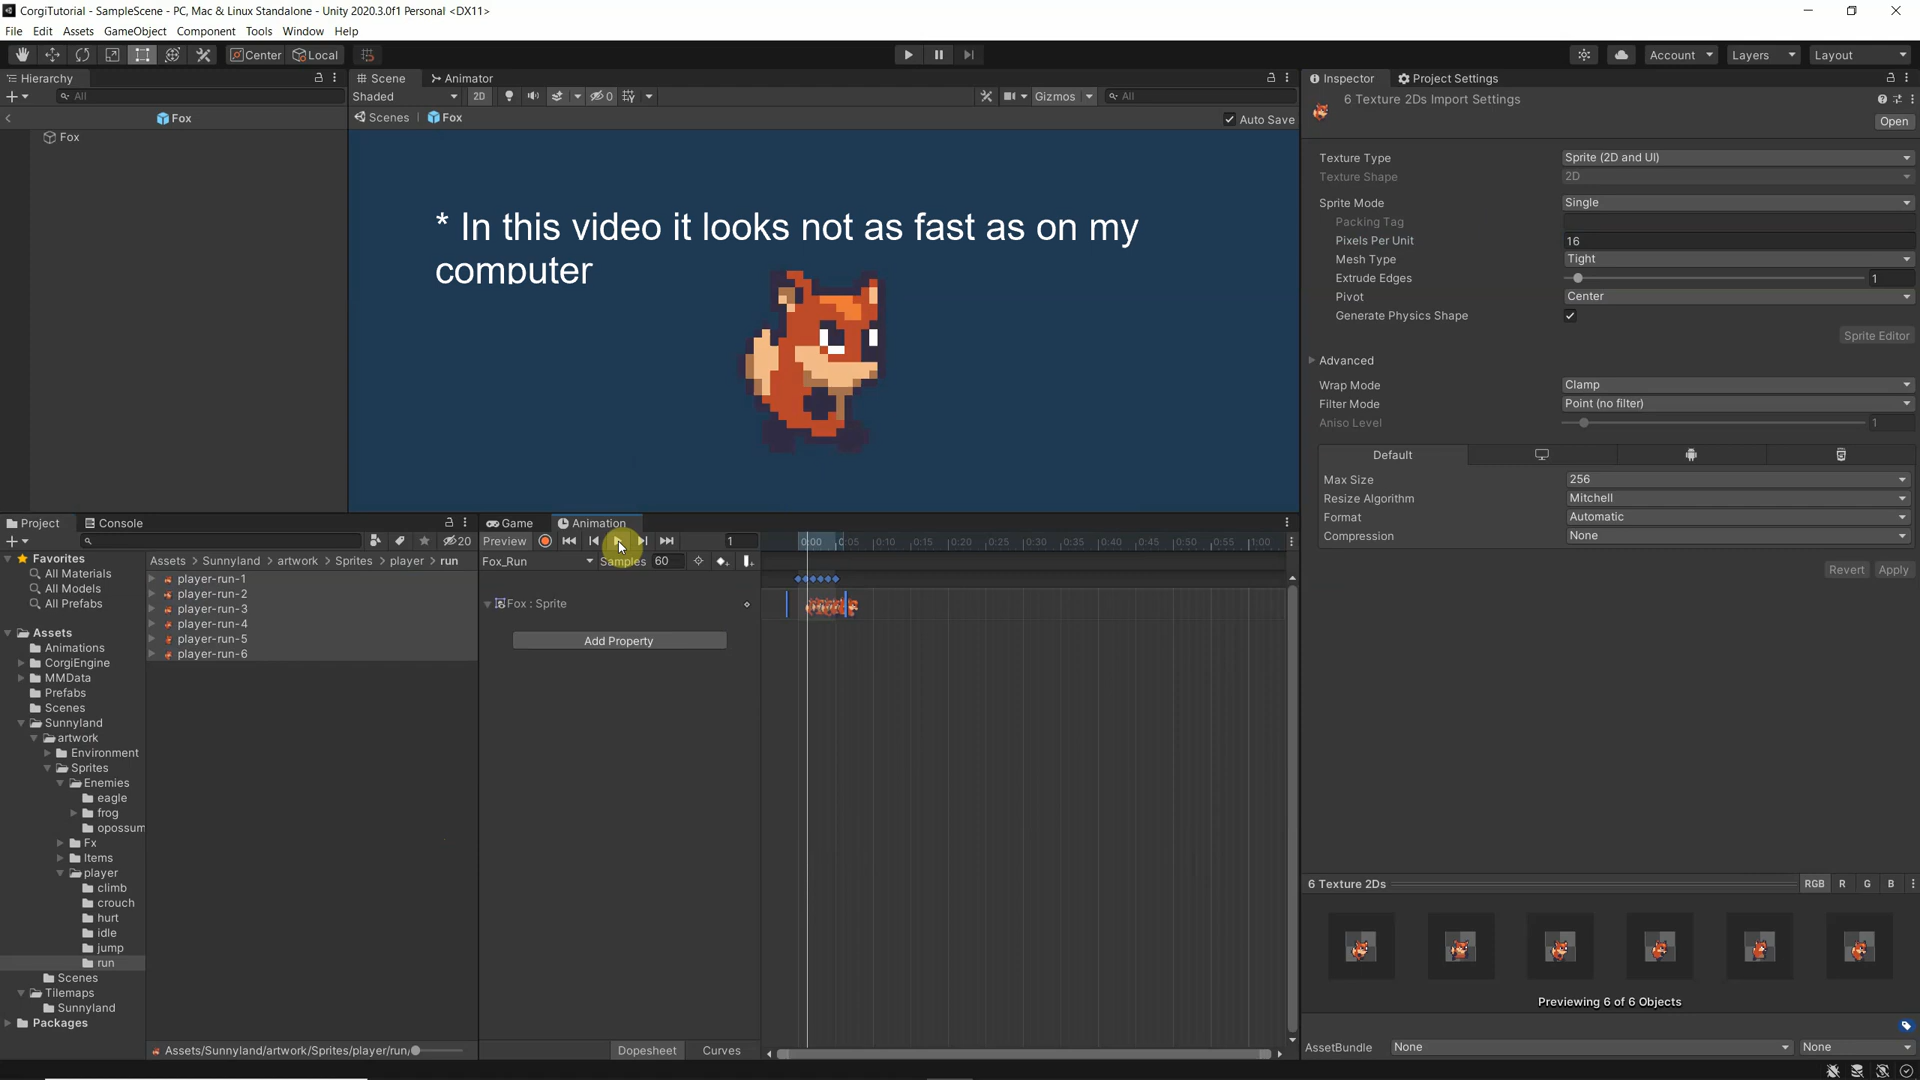 CorgiTutorial - SampleScene - PC, Mac & Linux Standalone - Unity 2020.3.0f1 Personal <DX11>
File Edit Assets GameObject Component Tools Window Help
Center Local Account Layers Layout
Hierarchy
All
Fox
Fox
Scene Animator
Shaded 2D 0 Gizmos All
Scenes Fox Auto Save
* In this video it looks not as fast as on my
computer
Inspector Project Settings
6 Texture 2Ds Import Settings
Open
Texture Type Sprite (2D and UI)
Texture Shape 2D
Sprite Mode Single
Packing Tag
Pixels Per Unit 16
Mesh Type Tight
Extrude Edges 1
Pivot Center
Generate Physics Shape
Sprite Editor
Advanced
Wrap Mode Clamp
Filter Mode Point (no filter)
Aniso Level 1
Default
Max Size 256
Resize Algorithm Mitchell
Format Automatic
Compression None
Revert Apply
Project Console
20
Favorites
All Materials
All Models
All Prefabs
Assets
Animations
CorgiEngine
MMData
Prefabs
Scenes
Sunnyland
artwork
Environment
Sprites
Enemies
eagle
frog
opossum
Fx
Items
player
climb
crouch
hurt
idle
jump
run
Scenes
Tilemaps
Sunnyland
Packages
Assets > Sunnyland > artwork > Sprites > player > run
player-run-1
player-run-2
player-run-3
player-run-4
player-run-5
player-run-6
Assets/Sunnyland/artwork/Sprites/player/run/
Game Animation
Preview 1
0:00 0:05 0:10 0:15 0:20 0:25 0:30 0:35 0:40 0:45 0:50 0:55 1:00
Fox_Run Samples 60
Fox : Sprite
Add Property
Dopesheet Curves
6 Texture 2Ds RGB R G B
Previewing 6 of 6 Objects
AssetBundle None None